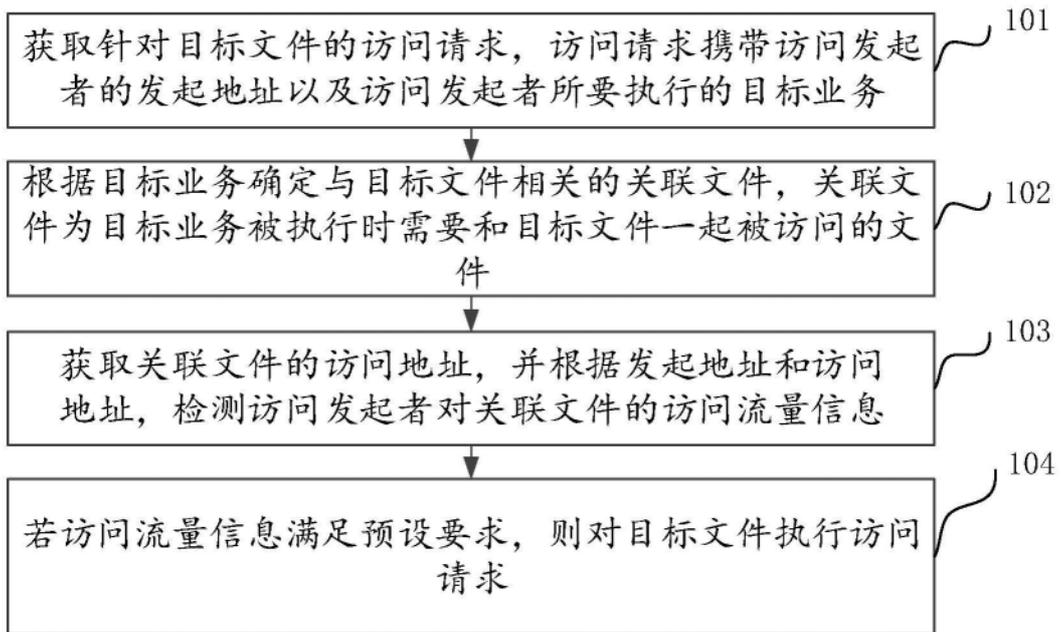 获取针对目标文件的访问请求，访问请求携带访问发起
者的发起地址以及访问发起者所要执行的目标业务
101
根据目标业务确定与目标文件相关的关联文件，关联文
件为目标业务被执行时需要和目标文件一起被访问的文
件
102
获取关联文件的访问地址，并根据发起地址和访问
地址，检测访问发起者对关联文件的访问流量信息
103
若访问流量信息满足预设要求，则对目标文件执行访问
请求
104